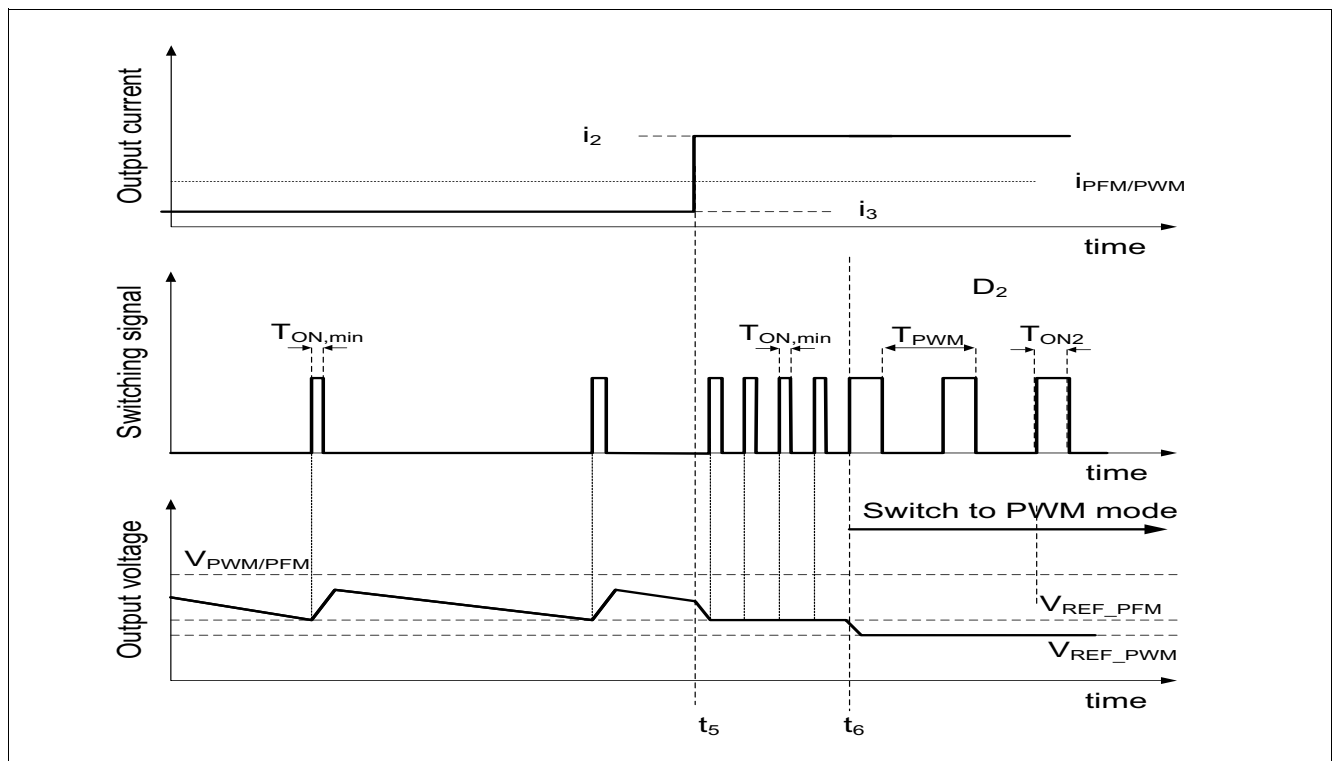 Output current
i2
iPFM/PWM
i3
time
Switching signal
D2
TON,min
TON,min
TPWM
TON2
time
Output voltage
Switch to PWM mode
VPWM/PFM
VREF_PFM
VREF_PWM
time
t5
t6